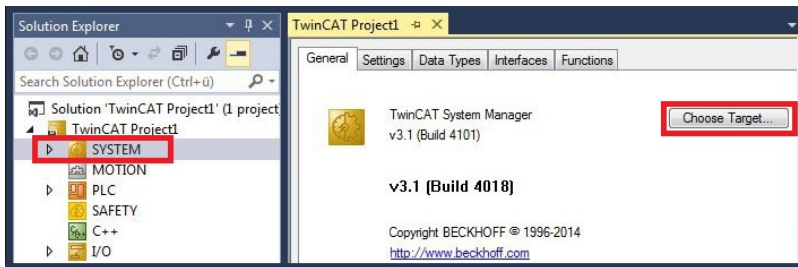 Solution Explorer
Search Solution Explorer (Ctrl+ü)
Solution 'TwinCAT Project1' (1 project
TwinCAT Project1
SYSTEM
MOTION
PLC
SAFETY
C++
I/O
TwinCAT Project1
General Settings Data Types Interfaces Functions
TwinCAT System Manager
v3.1 (Build 4101)
Choose Target...
v3.1 (Build 4018)
Copyright BECKHOFF © 1996-2014
http://www.beckhoff.com